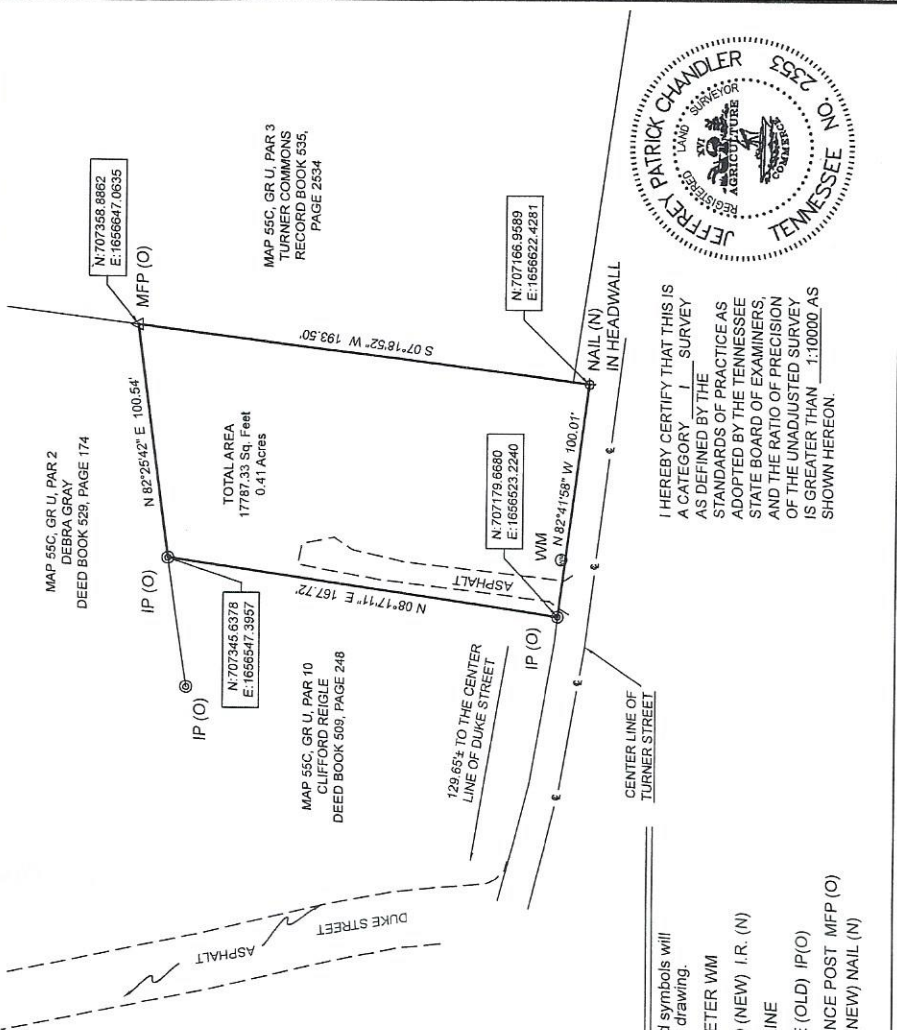 N:707358.8862
E:1656647.0635
MFP (O)
MAP 55C, GR U, PAR 2
DEBRA GRAY
DEED BOOK 529, PAGE 174
N 82°25'42" E 100.54'
IP (O)
IP (O)
N:707345.6378
E:1656547.3957
TOTAL AREA
17787.33 Sq. Feet
0.41 Acres
MAP 55C, GR U, PAR 3
TURNER COMMONS
RECORD BOOK 535,
PAGE 2534
S 07°18'52" W 193.50'
N 08°17'11" E 167.72'
MAP 55C, GR U, PAR 10
CLIFFORD REIGLE
DEED BOOK 509, PAGE 248
ASPHALT
N:707179.6680
E:1656523.2240
WM
N 82°41'58" W 100.01'
N:707166.9589
E:1656622.4281
NAIL (N)
IN HEADWALL
IP (O)
129.65'± TO THE CENTER
LINE OF DUKE STREET
CENTER LINE OF
TURNER STREET
DUKE STREET
ASPHALT
JEFFREY PATRICK CHANDLER
REGISTERED LAND SURVEYOR
XVI
AGRICULTURE
COMMERCE
TENNESSEE NO. 2353
I HEREBY CERTIFY THAT THIS IS
A CATEGORY I SURVEY
AS DEFINED BY THE
STANDARDS OF PRACTICE AS
ADOPTED BY THE TENNESSEE
STATE BOARD OF EXAMINERS,
AND THE RATIO OF PRECISION
OF THE UNADJUSTED SURVEY
IS GREATER THAN 1:10000 AS
SHOWN HEREON.
d symbols will
drawing.
ETER WM
(NEW) I.R. (N)
INE
E (OLD) IP(O)
NCE POST MFP (O)
NEW) NAIL (N)